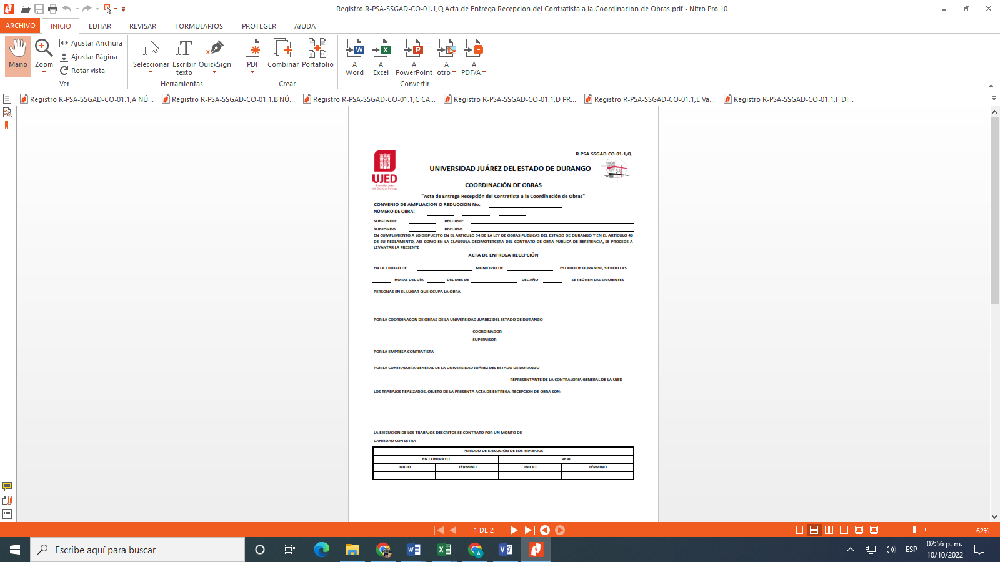 Registro R-PSA-SSGAD-CO-01.1,Q Acta de Entrega Recepción del Contratista a la Coordinación de Obras.pdf - Nitro Pro 10
ARCHIVO INICIO EDITAR REVISAR FORMULARIOS PROTEGER AYUDA
Mano Zoom Ajustar Anchura Ajustar Página Rotar vista Seleccionar Escribir texto QuickSign PDF Combinar Portafolio A Word A Excel A PowerPoint A otro A PDF/A
Ver Herramientas Crear Convertir
Registro R-PSA-SSGAD-CO-01.1,A NÚ... Registro R-PSA-SSGAD-CO-01.1,B NÚ... Registro R-PSA-SSGAD-CO-01.1,C CA... Registro R-PSA-SSGAD-CO-01.1,D PR... Registro R-PSA-SSGAD-CO-01.1,E Va... Registro R-PSA-SSGAD-CO-01.1,F DI...
R-PSA-SSGAD-CO-01.1,Q
UJED
UNIVERSIDAD JUÁREZ DEL ESTADO DE DURANGO
COORDINACIÓN DE OBRAS
"Acta de Entrega Recepción del Contratista a la Coordinación de Obras"
CONVENIO DE AMPLIACIÓN O REDUCCIÓN No.
NÚMERO DE OBRA:
SUBFONDO: RECURSO:
SUBFONDO: RECURSO:
EN CUMPLIMIENTO A LO DISPUESTO EN EL ARTÍCULO 54 DE LA LEY DE OBRAS PÚBLICAS DEL ESTADO DE DURANGO Y EN EL ARTÍCULO 40
DE SU REGLAMENTO, ASÍ COMO EN LA CLÁUSULA DECIMOTERCERA DEL CONTRATO DE OBRA PÚBLICA DE REFERENCIA, SE PROCEDE A
LEVANTAR LA PRESENTE
ACTA DE ENTREGA-RECEPCIÓN
EN LA CIUDAD DE MUNICIPIO DE ESTADO DE DURANGO, SIENDO LAS
HORAS DEL DÍA DEL MES DE DEL AÑO SE REÚNEN LAS SIGUIENTES
PERSONAS EN EL LUGAR QUE OCUPA LA OBRA
POR LA COORDINACÓN DE OBRAS DE LA UNIVERSIDAD JUÁREZ DEL ESTADO DE DURANGO
COORDINADOR
SUPERVISOR
POR LA EMPRESA CONTRATISTA
POR LA CONTRALORÍA GENERAL DE LA UNIVERSIDAD JUÁREZ DEL ESTADO DE DURANGO
REPRESENTANTE DE LA CONTRALORÍA GENERAL DE LA UJED
LOS TRABAJOS REALIZADOS, OBJETO DE LA PRESENTA ACTA DE ENTREGA-RECEPCIÓN DE OBRA SON:
LA EJECUCIÓN DE LOS TRABAJOS DESCRITOS SE CONTRATÓ POR UN MONTO DE
CANTIDAD CON LETRA
PERIODO DE EJECUCIÓN DE LOS TRABAJOS
EN CONTRATO REAL
INICIO TÉRMINO INICIO TÉRMINO
1 DE 2
62%
Escribe aquí para buscar
ESP
02:56 p. m.
10/10/2022